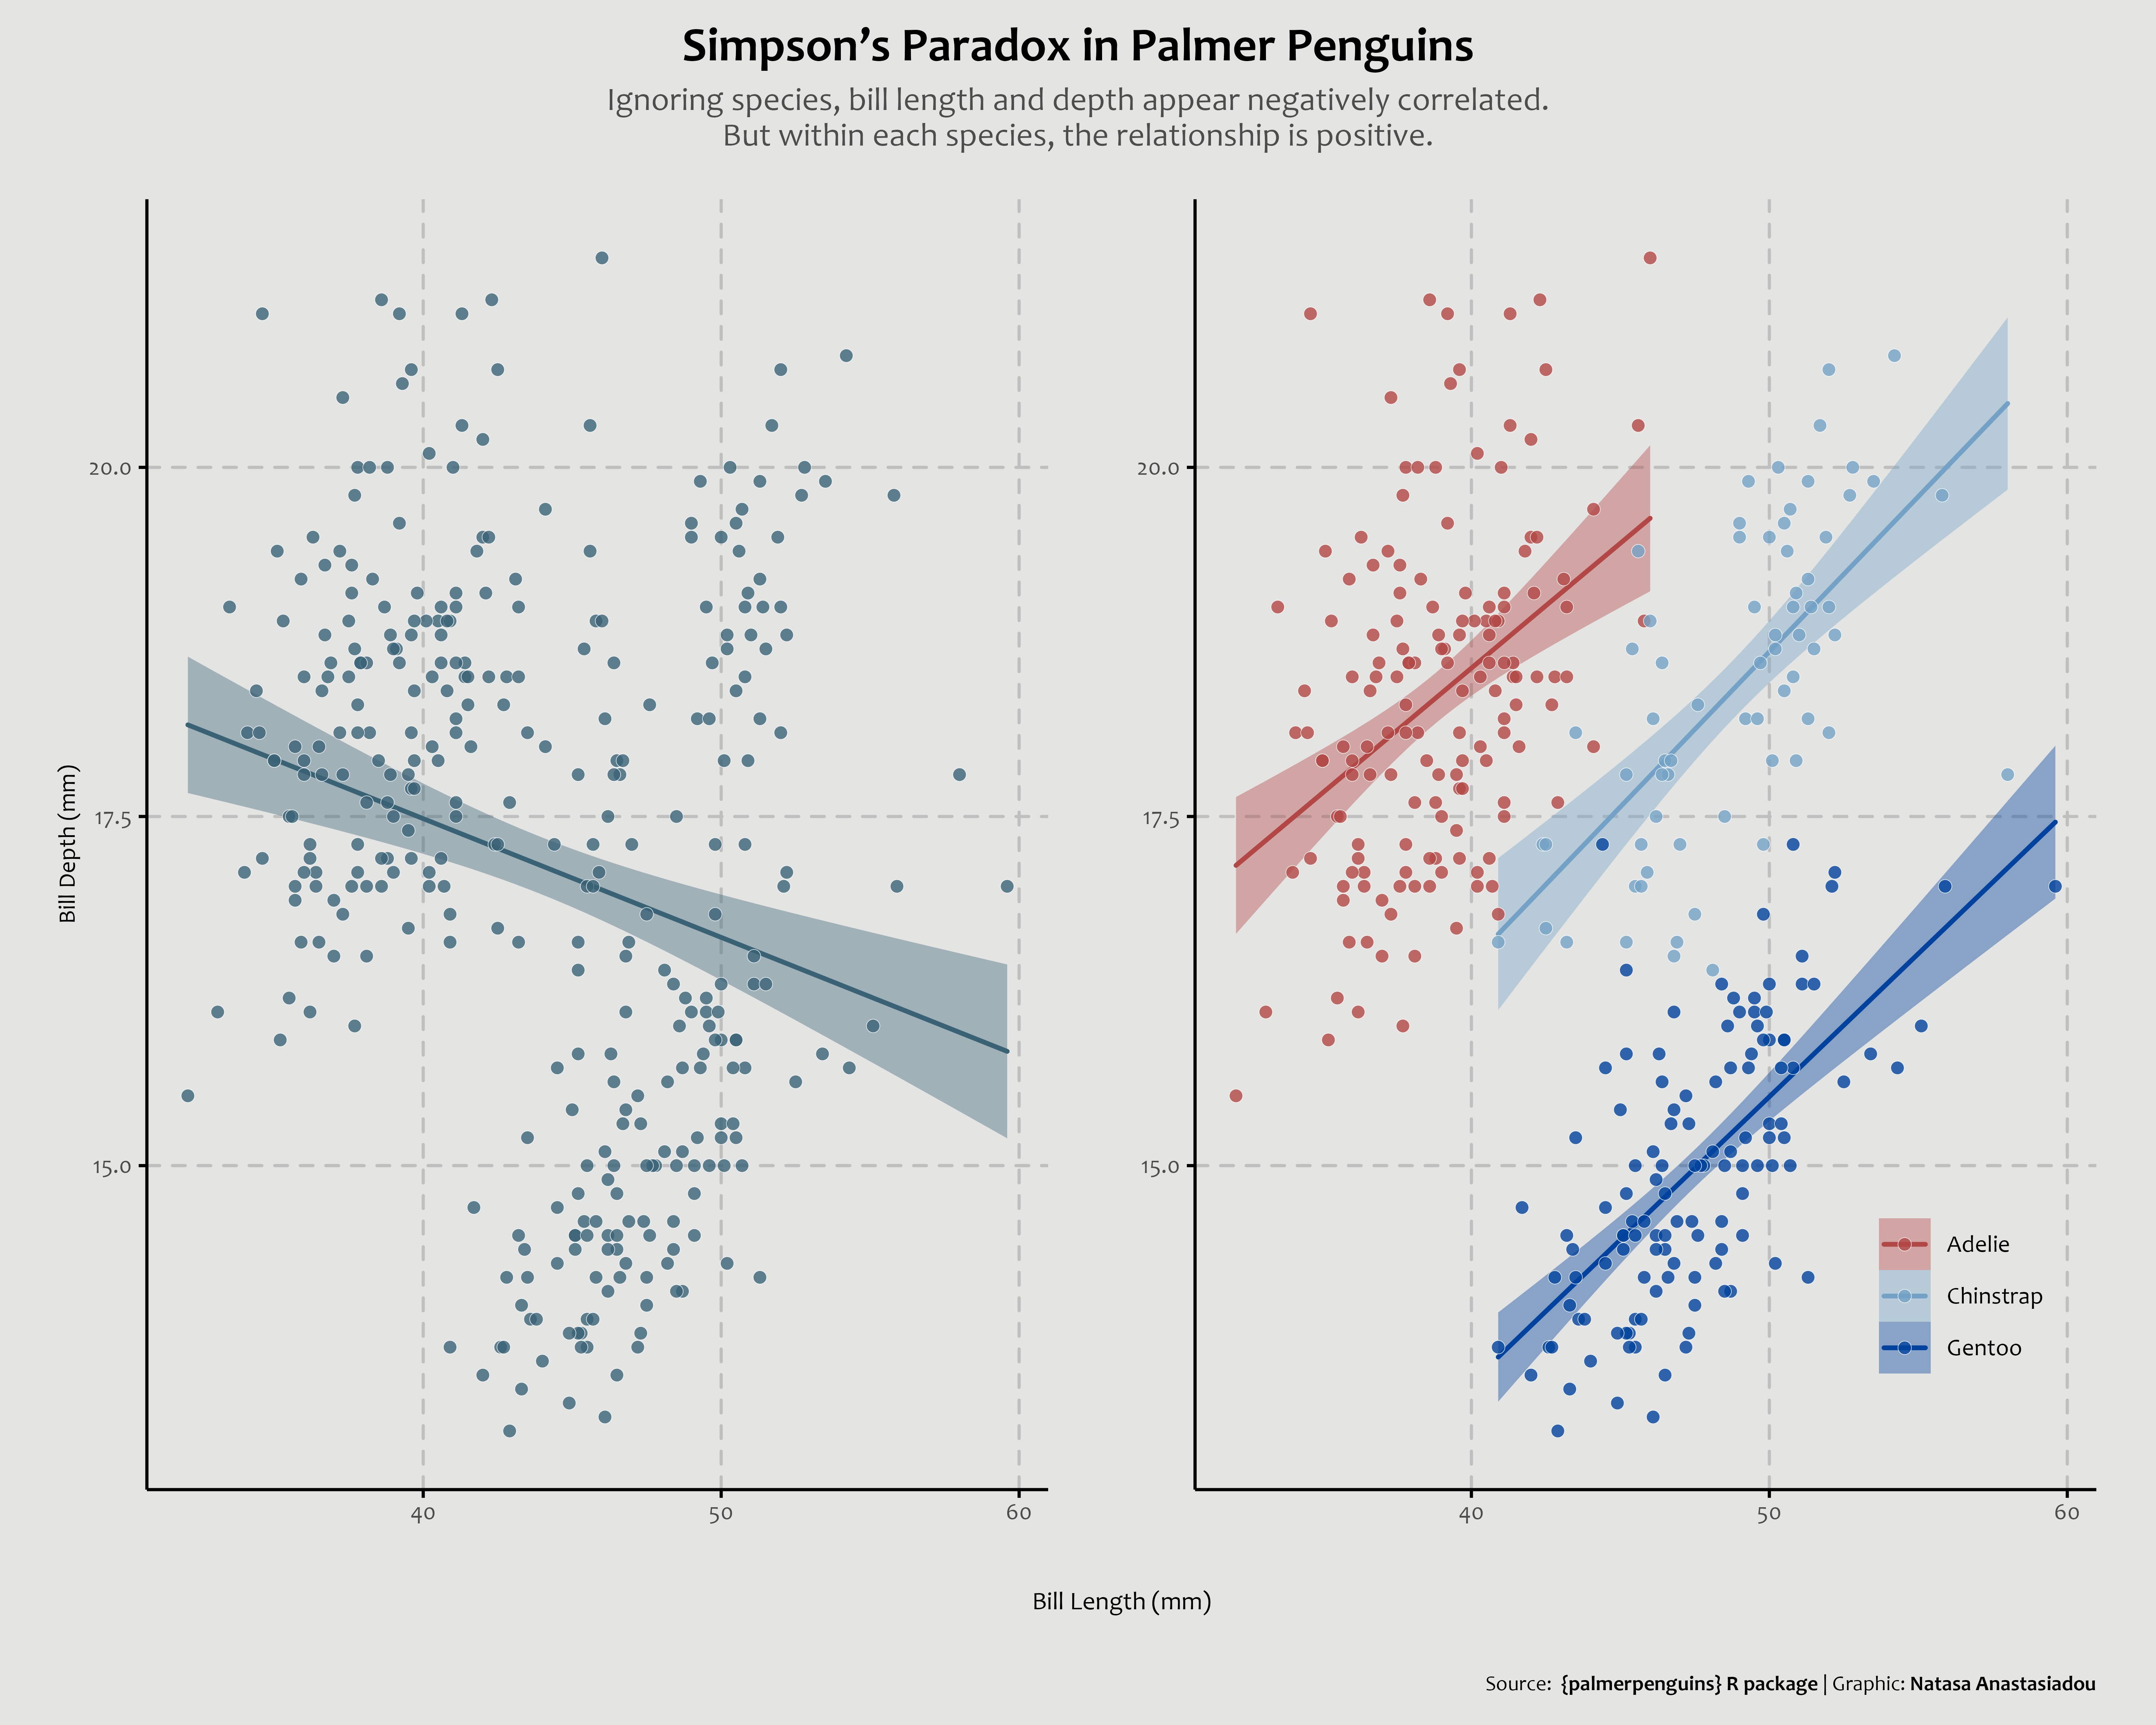 Simpson’s Paradox in Palmer Penguins
Ignoring species, bill length and depth appear negatively correlated.
But within each species, the relationship is positive.
Bill Depth (mm)
20.0
17.5
15.0
40
50
60
20.0
17.5
15.0
40
50
60
Adelie
Chinstrap
Gentoo
Bill Length (mm)
Source: {palmerpenguins} R package | Graphic: Natasa Anastasiadou